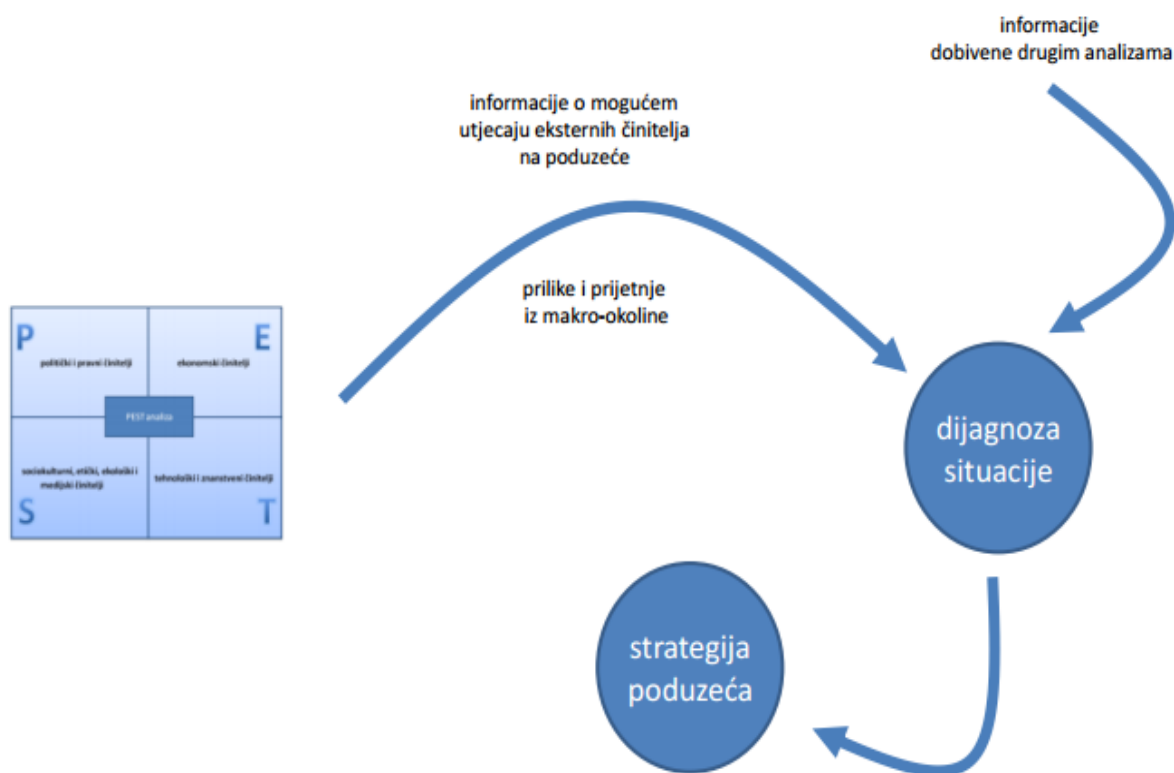 informacije
dobivene drugim analizama
informacije o mogućem
utjecaju eksternih činitelja
na poduzeće
prilike i prijetnje
iz makro-okoline
P
E
politički i pravni činitelji
ekonomski činitelji
PEST analiza
sociokulturni, etički, ekološki i
medijski činitelji
tehnološki i znanstveni činitelji
S
T
dijagnoza
situacije
strategija
poduzeća